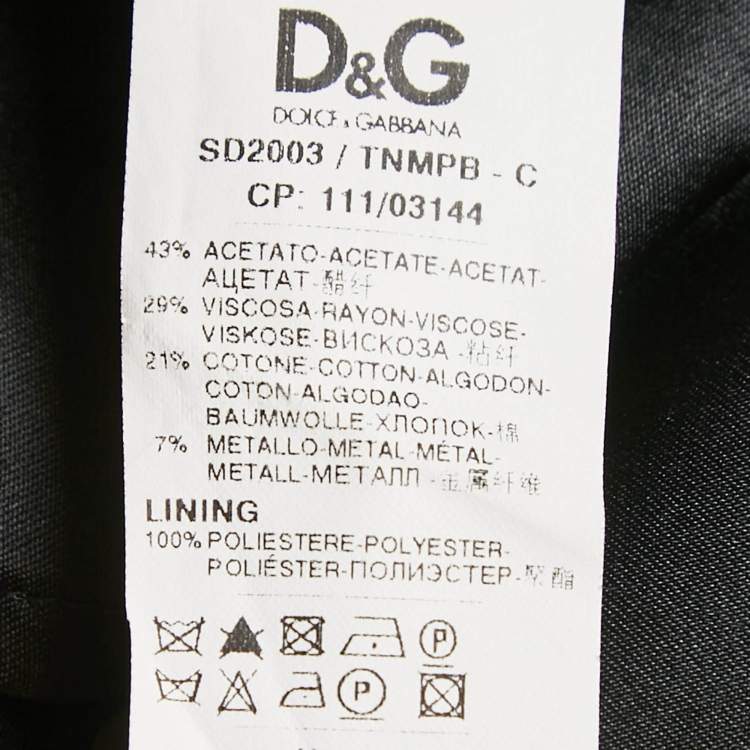 D&G
DOLCE & GABBANA
SD2003 / TNMPB - C
CP: 111/03144
43% ACETATO-ACETATE-ACETAT-
АЦЕТАТ-醋纤
29% VISCOSA-RAYON-VISCOSE-
VISKOSE-ВИСКОЗА -粘纤
21% COTONE-COTTON-ALGODON-
COTON-ALGODAO-
BAUMWOLLE-ХЛОПОК-棉
7% METALLO-METAL-MÉTAL-
METALL-МЕТАЛЛ -金属纤维
LINING
100% POLIESTERE-POLYESTER-
POLIÉSTER-ПОЛИЭСТЕР-聚酯
P
P